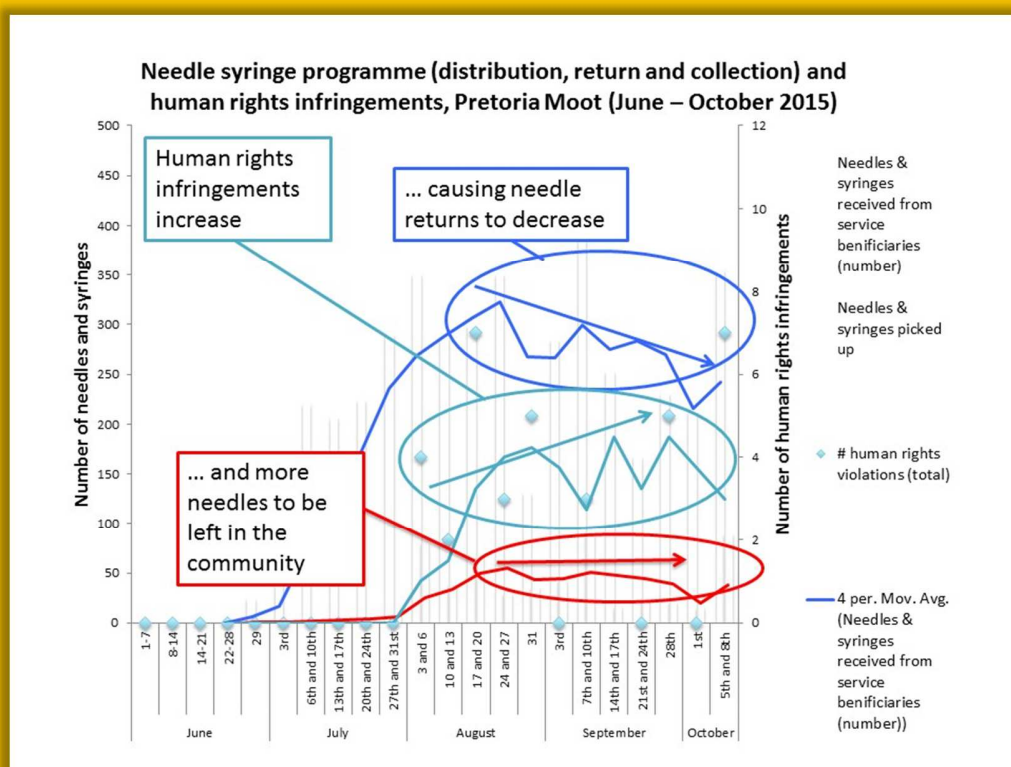 Needle syringe programme (distribution, return and collection) and
human rights infringements, Pretoria Moot (June – October 2015)
500
450
400
350
300
250
200
150
100
50
0
Number of needles and syringes
Human rights
infringements
increase
... causing needle
returns to decrease
... and more
needles to be
left in the
community
12
10
8
6
4
2
0
Number of human rights infringements
1-7
8-14
14-21
22-28
29
3rd
6th and 10th
13th and 17th
20th and 24th
27th and 31st
3 and 6
10 and 13
17 and 20
24 and 27
31
3rd
7th and 10th
14th and 17th
21st and 24th
28th
1st
5th and 8th
June
July
August
September
October
Needles &
syringes
received from
service
benificiaries
(number)
Needles &
syringes picked
up
# human rights
violations (total)
4 per. Mov. Avg.
(Needles &
syringes
received from
service
benificiaries
(number))